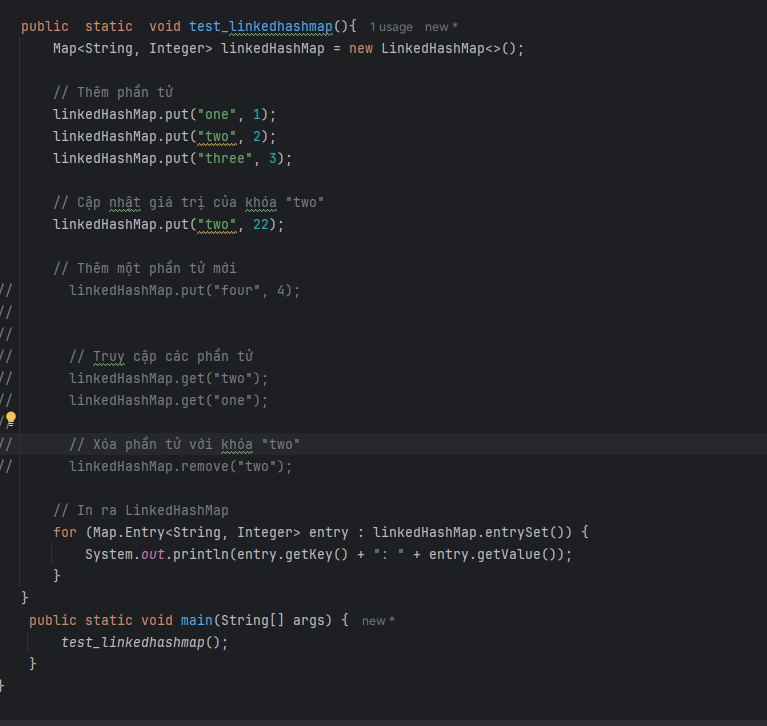 public  static  void test_linkedhashmap(){  1 usage  new *
Map<String, Integer> linkedHashMap = new LinkedHashMap<>();
// Thêm phần tử
linkedHashMap.put("one", 1);
linkedHashMap.put("two", 2);
linkedHashMap.put("three", 3);
// Cập nhật giá trị của khóa "two"
linkedHashMap.put("two", 22);
// Thêm một phần tử mới
//       linkedHashMap.put("four", 4);
//
//
//       // Truy cập các phần tử
//       linkedHashMap.get("two");
//       linkedHashMap.get("one");
//
//       // Xóa phần tử với khóa "two"
//       linkedHashMap.remove("two");
// In ra LinkedHashMap
for (Map.Entry<String, Integer> entry : linkedHashMap.entrySet()) {
System.out.println(entry.getKey() + ": " + entry.getValue());
}
}
public static void main(String[] args) {  new *
test_linkedhashmap();
}
}